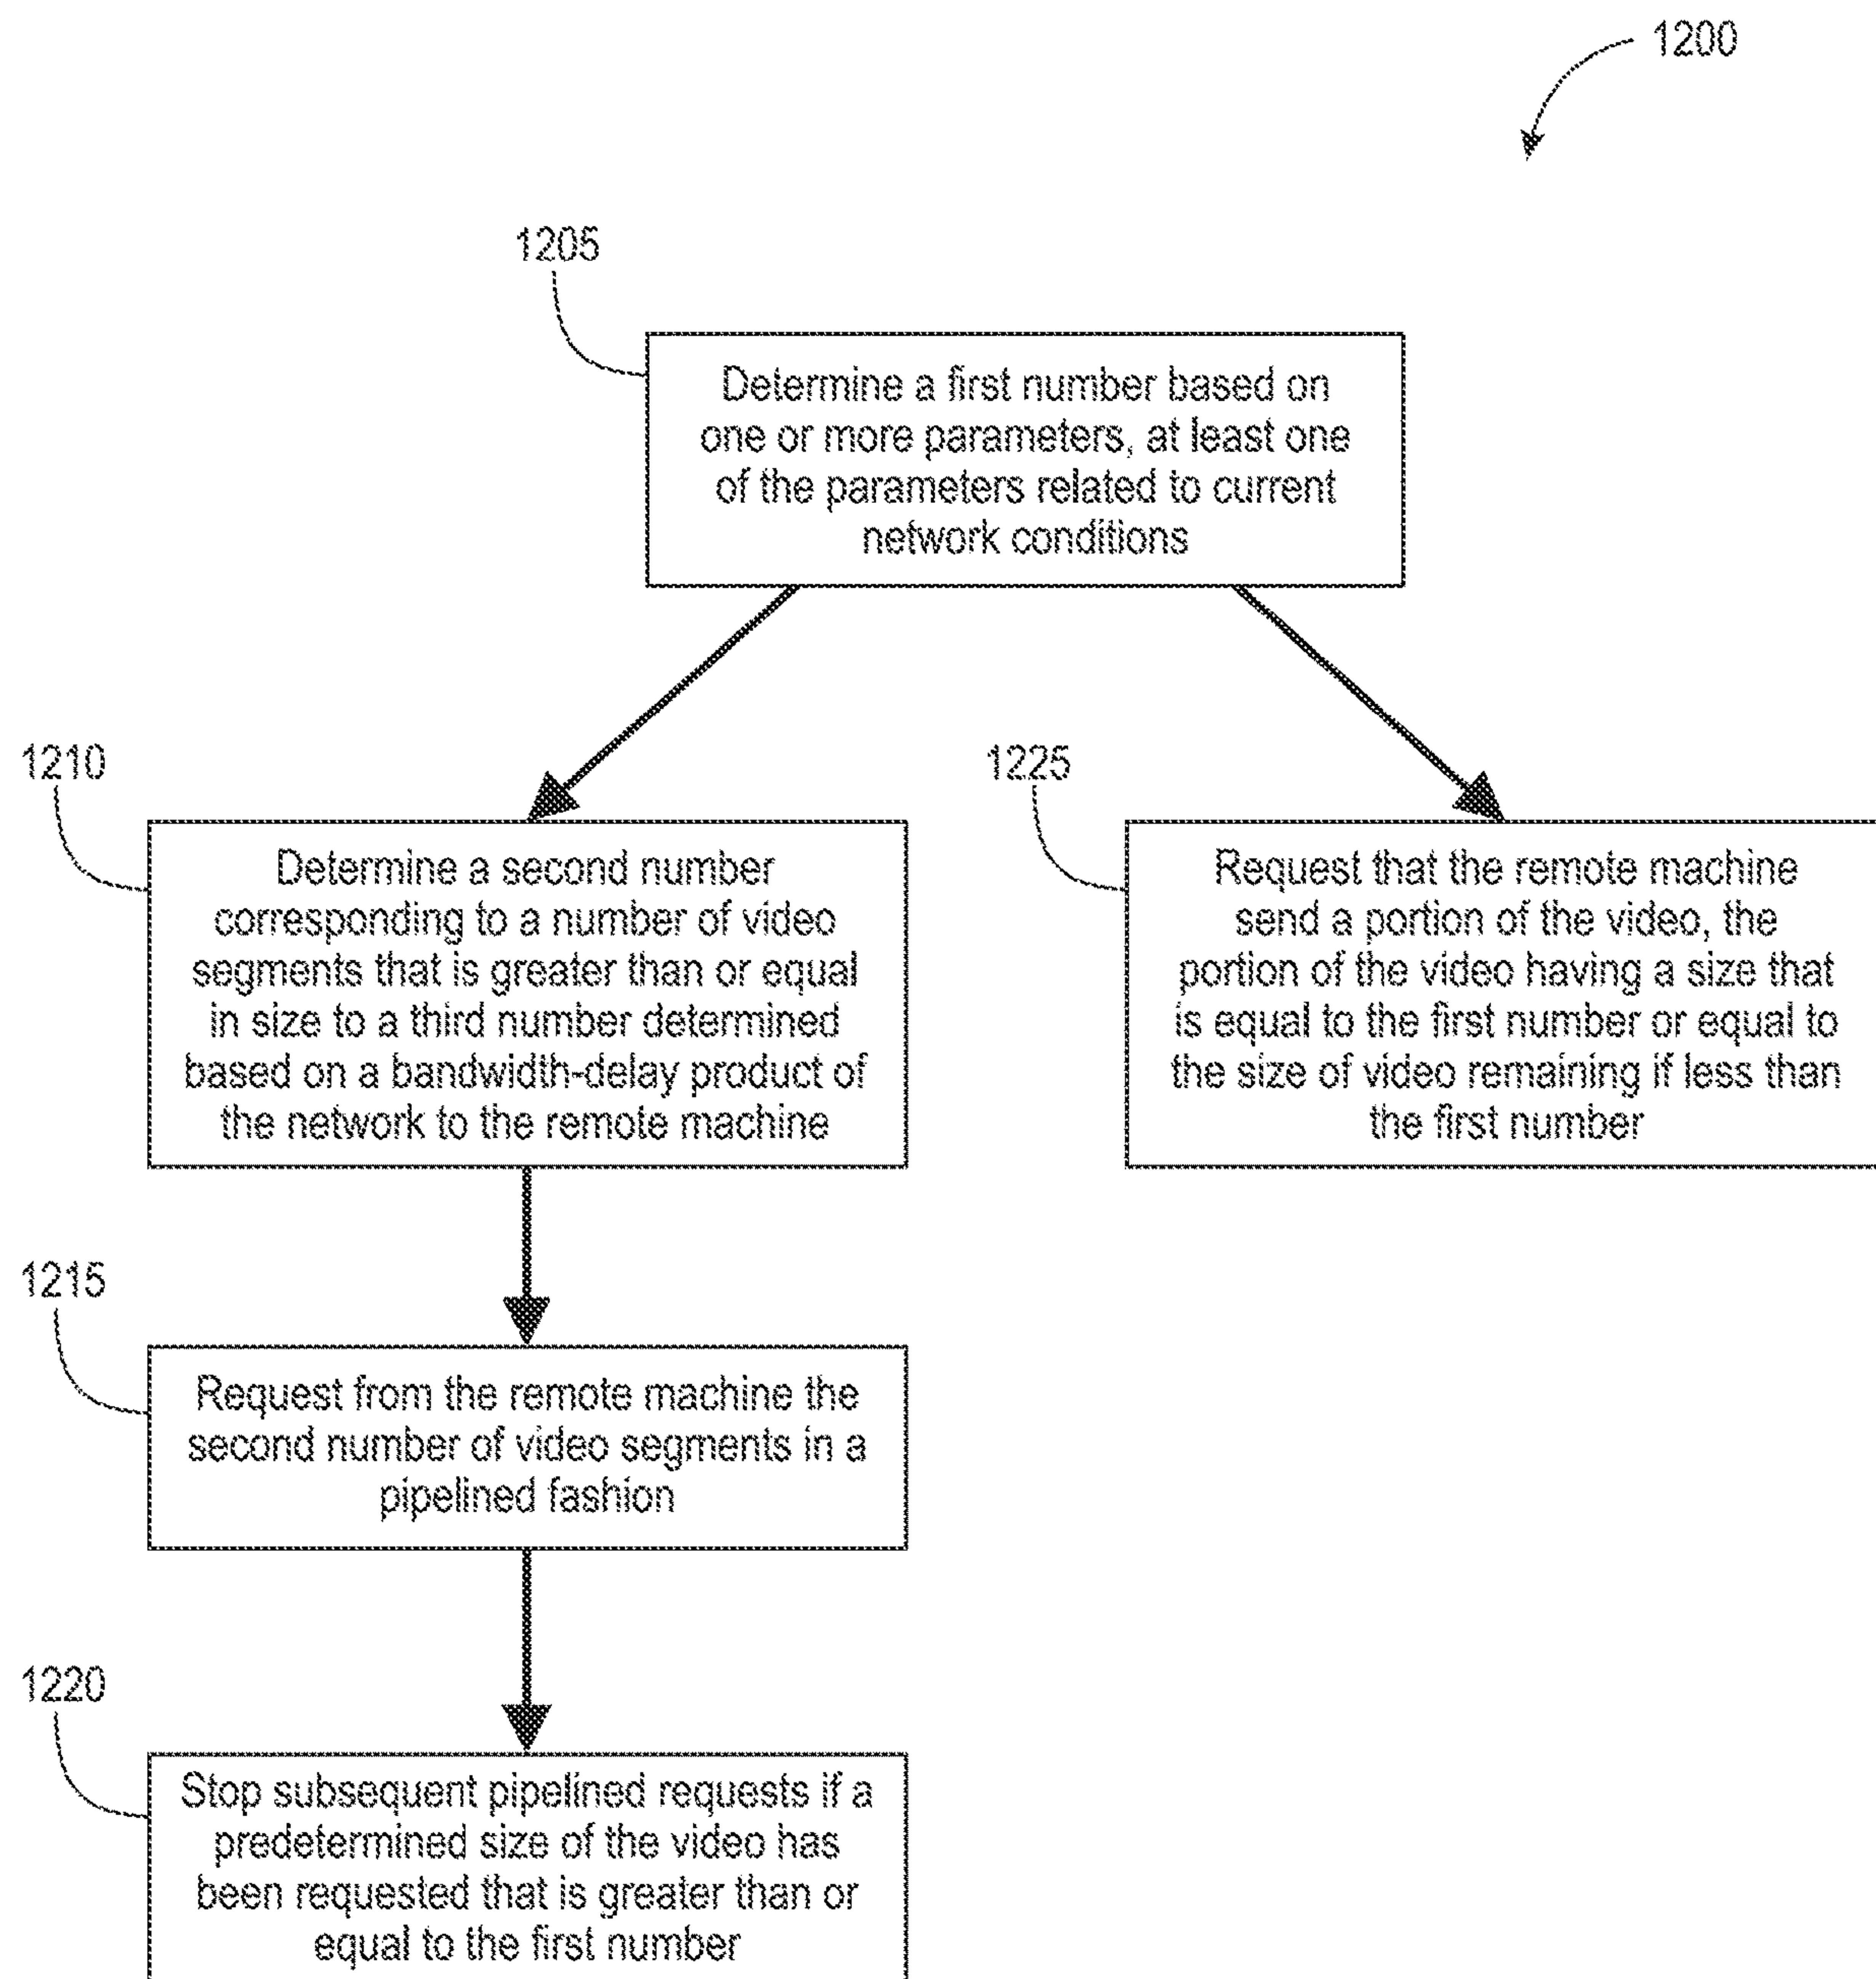 1200
1205
Determine a first number based on
one or more parameters, at least one
of the parameters related to current
network conditions
1210
Determine a second number
corresponding to a number of video
segments that is greater than or equal
in size to a third number determined
based on a bandwidth-delay product of
the network to the remote machine
1225
Request that the remote machine
send a portion of the video, the
portion of the video having a size that
is equal to the first number or equal to
the size of video remaining if less than
the first number
1215
Request from the remote machine the
second number of video segments in a
pipelined fashion
1220
Stop subsequent pipelined requests if a
predetermined size of the video has
been requested that is greater than or
equal to the first number